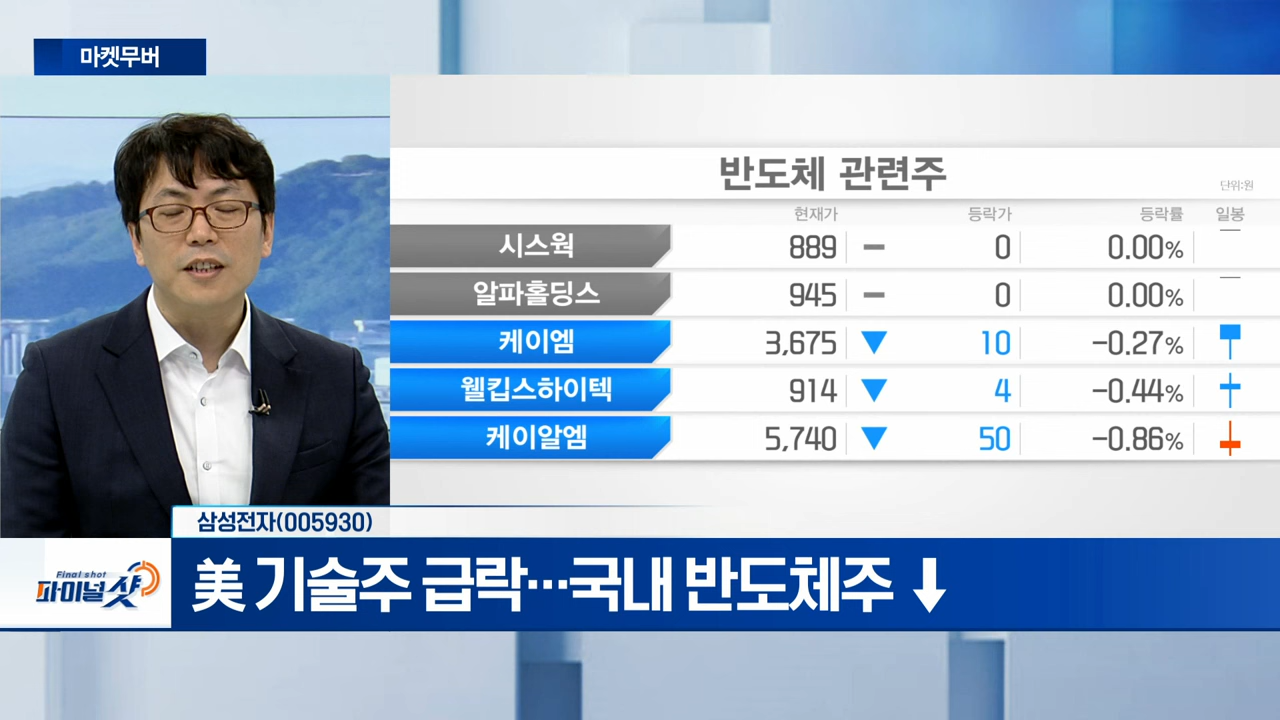 마켓무버
반도체 관련주
단위:원
현재가 등락가 등락률 일봉
시스웍 889 0 0.00%
알파홀딩스 945 0 0.00%
케이엠 3,675 ▼ 10 -0.27%
웰킵스하이텍 914 ▼ 4 -0.44%
케이알엠 5,740 ▼ 50 -0.86%
삼성전자(005930)
Final shot
파이널샷
美 기술주 급락…국내 반도체주 ↓